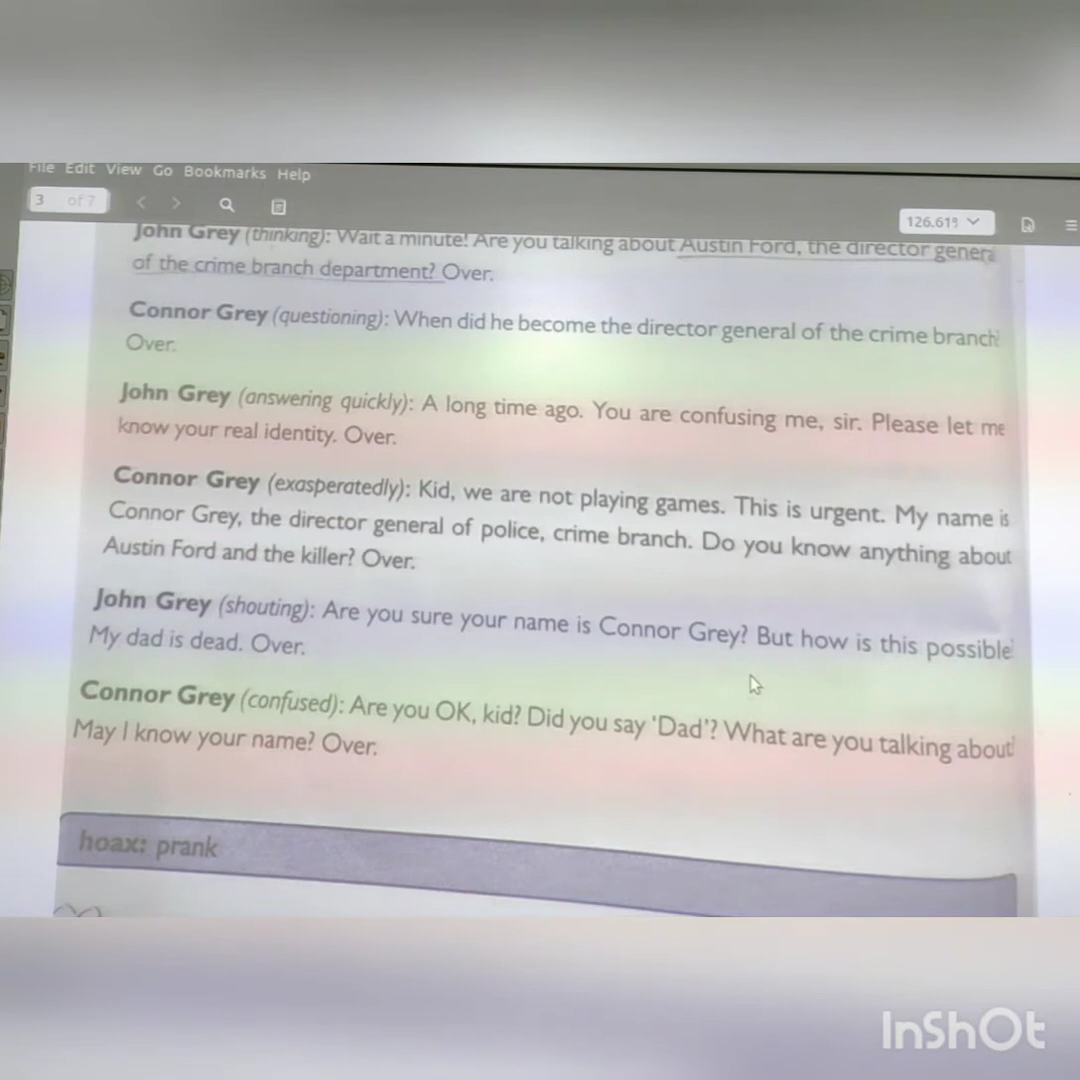 File Edit View Go Bookmarks Help
3 of 7
126.61%
John Grey (thinking): Wait a minute! Are you talking about Austin Ford, the director genera
of the crime branch department? Over.
Connor Grey (questioning): When did he become the director general of the crime branch?
Over.
John Grey (answering quickly): A long time ago. You are confusing me, sir. Please let me
know your real identity. Over.
Connor Grey (exasperatedly): Kid, we are not playing games. This is urgent. My name is
Connor Grey, the director general of police, crime branch. Do you know anything about
Austin Ford and the killer? Over.
John Grey (shouting): Are you sure your name is Connor Grey? But how is this possible?
My dad is dead. Over.
Connor Grey (confused): Are you OK, kid? Did you say 'Dad'? What are you talking about?
May I know your name? Over.
hoax: prank
InShOt